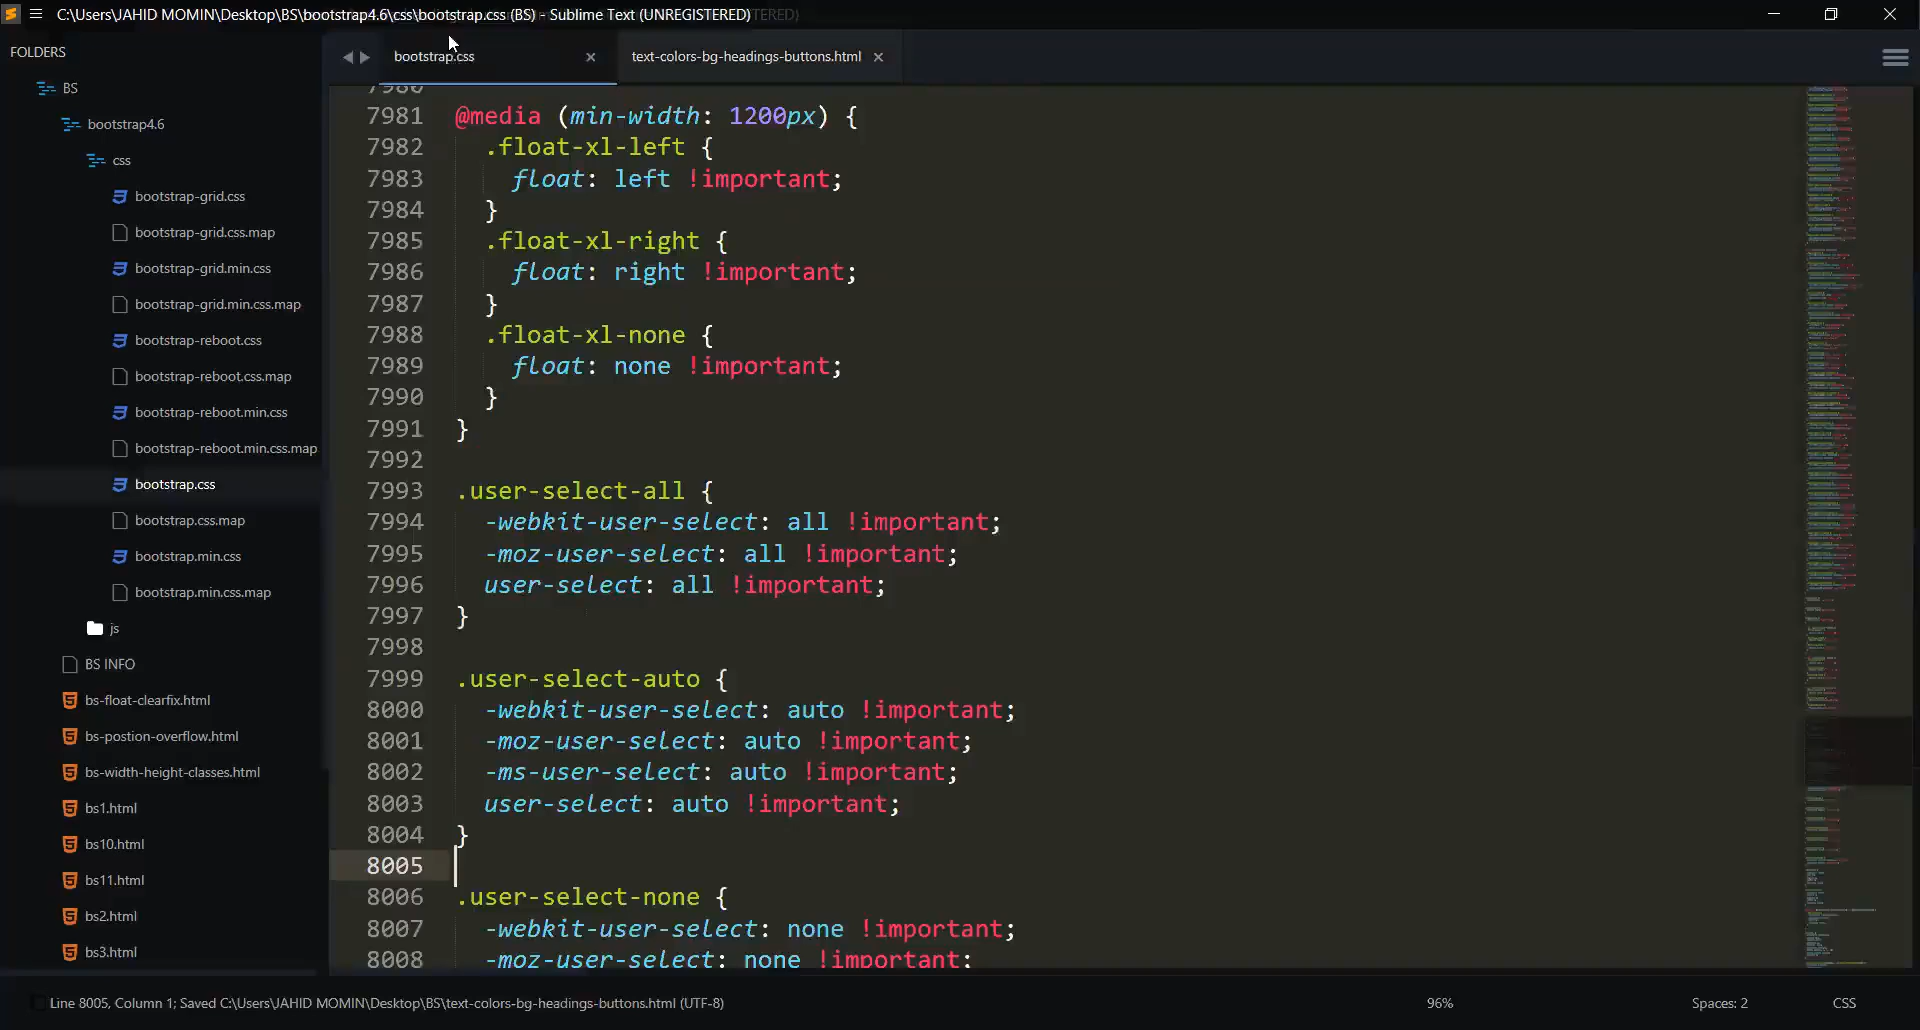 C:\Users\JAHID MOMIN\Desktop\BS\bootstrap4.6\css\bootstrap.css (BS) - Sublime Text (UNREGISTERED)
FOLDERS
BS
bootstrap4.6
css
bootstrap-grid.css
bootstrap-grid.css.map
bootstrap-grid.min.css
bootstrap-grid.min.css.map
bootstrap-reboot.css
bootstrap-reboot.css.map
bootstrap-reboot.min.css
bootstrap-reboot.min.css.map
bootstrap.css
bootstrap.css.map
bootstrap.min.css
bootstrap.min.css.map
js
BS INFO
bs-float-clearfix.html
bs-postion-overflow.html
bs-width-height-classes.html
bs1.html
bs10.html
bs11.html
bs2.html
bs3.html
bootstrap.css
text-colors-bg-headings-buttons.html
7980
7981 @media (min-width: 1200px) {
7982 .float-xl-left {
7983 float: left !important;
7984 }
7985 .float-xl-right {
7986 float: right !important;
7987 }
7988 .float-xl-none {
7989 float: none !important;
7990 }
7991 }
7992
7993 .user-select-all {
7994 -webkit-user-select: all !important;
7995 -moz-user-select: all !important;
7996 user-select: all !important;
7997 }
7998
7999 .user-select-auto {
8000 -webkit-user-select: auto !important;
8001 -moz-user-select: auto !important;
8002 -ms-user-select: auto !important;
8003 user-select: auto !important;
8004 }
8005
8006 .user-select-none {
8007 -webkit-user-select: none !important;
8008 -moz-user-select: none !important;
Line 8005, Column 1; Saved C:\Users\JAHID MOMIN\Desktop\BS\text-colors-bg-headings-buttons.html (UTF-8)
96%
Spaces: 2
CSS